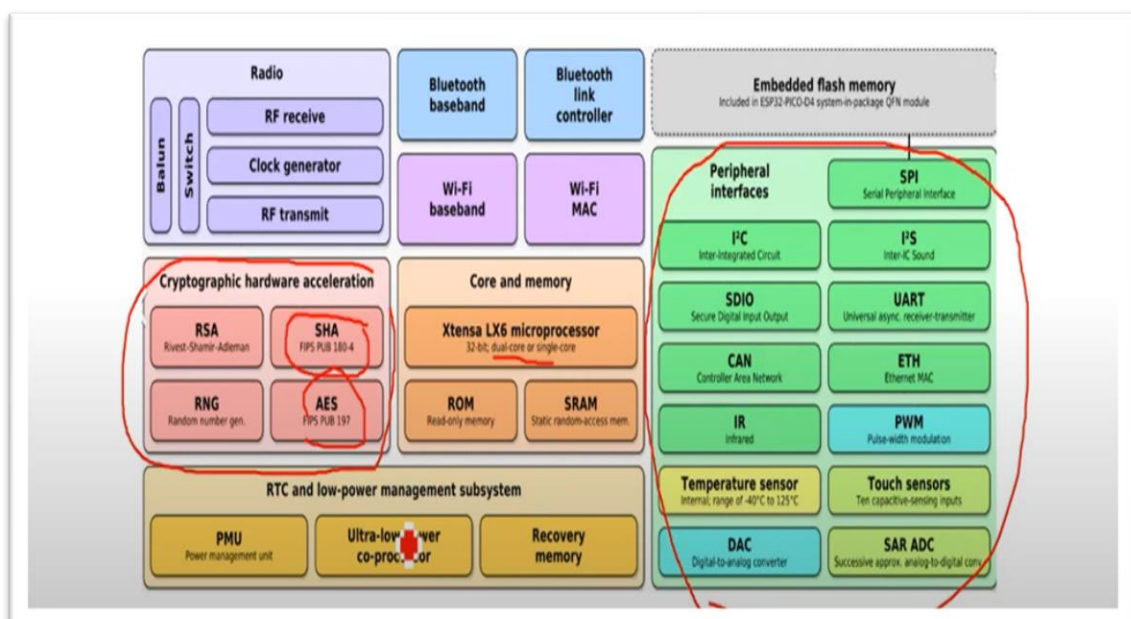 Radio
Balun
Switch
RF receive
Clock generator
RF transmit
Bluetooth
baseband
Bluetooth
link
controller
Wi-Fi
baseband
Wi-Fi
MAC
Embedded flash memory
Included in ESP32-PICO-D4 system-in-package QFN module
Peripheral
interfaces
SPI
Serial Peripheral Interface
I²C
Inter-Integrated Circuit
I²S
Inter-IC Sound
SDIO
Secure Digital Input Output
UART
Universal async. receiver-transmitter
CAN
Controller Area Network
ETH
Ethernet MAC
IR
Infrared
PWM
Pulse-width modulation
Temperature sensor
Internal; range of -40°C to 125°C
Touch sensors
Ten capacitive-sensing inputs
DAC
Digital-to-analog converter
SAR ADC
Successive approx. analog-to-digital conv.
Cryptographic hardware acceleration
RSA
Rivest-Shamir-Adleman
SHA
FIPS PUB 180-4
RNG
Random number gen.
AES
FIPS PUB 197
Core and memory
Xtensa LX6 microprocessor
32-bit; dual-core or single-core
ROM
Read-only memory
SRAM
Static random-access mem.
RTC and low-power management subsystem
PMU
Power management unit
Recovery
memory